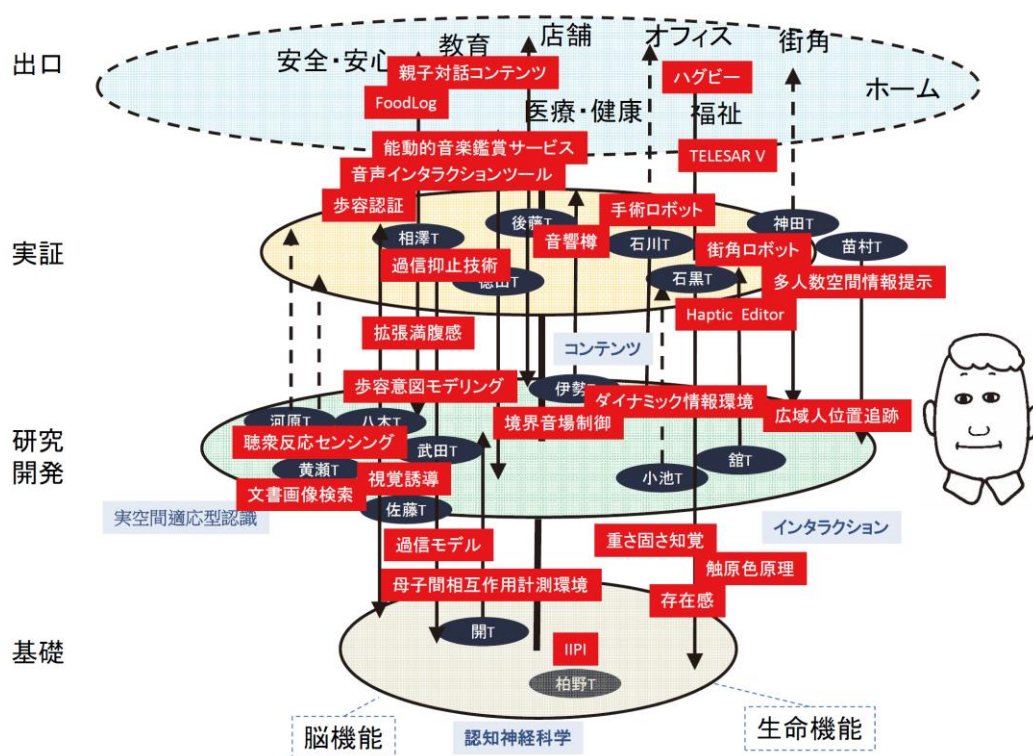 出口
安全・安心
教育
店舗
オフィス
街角
ホーム
親子対話コンテンツ
ハグビー
FoodLog
医療・健康
福祉
能動的音楽鑑賞サービス
TELESAR V
音声インタラクションツール
歩容認証
実証
相澤T
後藤T
音響樽
手術ロボット
石川T
神田T
苗村T
街角ロボット
過信抑止技術
徳田T
石黒T
多人数空間情報提示
Haptic Editor
拡張満腹感
コンテンツ
歩容意図モデリング
伊勢T
ダイナミック情報環境
境界音場制御
広域人位置追跡
研究
開発
河原T
八木T
聴衆反応センシング
武田T
黄瀬T
視覚誘導
文書画像検索
小池T
舘T
実空間適応型認識
佐藤T
インタラクション
過信モデル
重さ固さ知覚
触原色原理
母子間相互作用計測環境
存在感
基礎
開T
IIPI
柏野T
脳機能
認知神経科学
生命機能